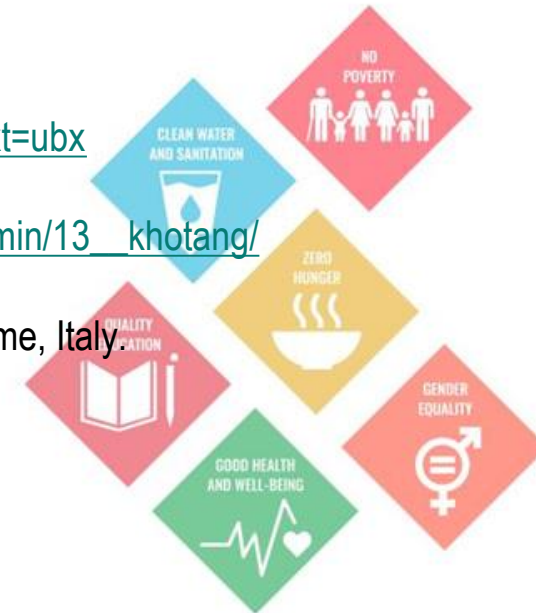 NO
POVERTY
xt=ubx
CLEAN WATER
AND SANITATION
min/13__khotang/
ZERO
HUNGER
me, Italy.
QUALITY
EDUCATION
GENDER
EQUALITY
GOOD HEALTH
AND WELL-BEING